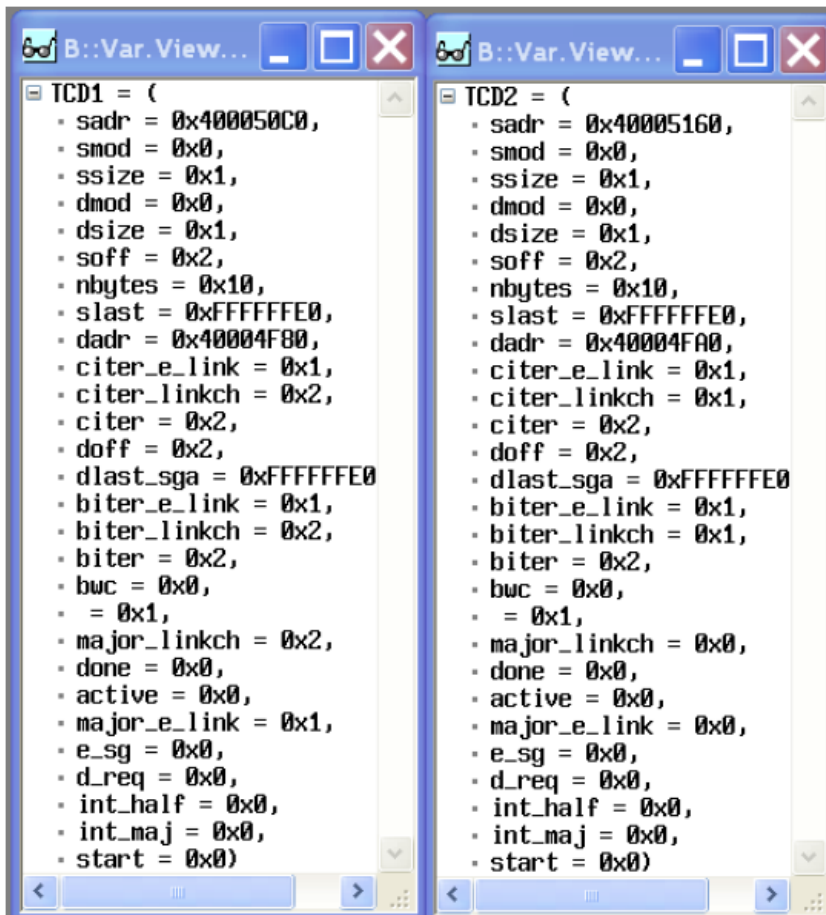 B::Var.View...
TCD1 = (
sadr = 0x400050C0,
smod = 0x0,
ssize = 0x1,
dmod = 0x0,
dsize = 0x1,
soff = 0x2,
nbytes = 0x10,
slast = 0xFFFFFFE0,
dadr = 0x40004F80,
citer_e_link = 0x1,
citer_linkch = 0x2,
citer = 0x2,
doff = 0x2,
dlast_sga = 0xFFFFFFE0
biter_e_link = 0x1,
biter_linkch = 0x2,
biter = 0x2,
bwc = 0x0,
= 0x1,
major_linkch = 0x2,
done = 0x0,
active = 0x0,
major_e_link = 0x1,
e_sg = 0x0,
d_req = 0x0,
int_half = 0x0,
int_maj = 0x0,
start = 0x0)
B::Var.View...
TCD2 = (
sadr = 0x40005160,
smod = 0x0,
ssize = 0x1,
dmod = 0x0,
dsize = 0x1,
soff = 0x2,
nbytes = 0x10,
slast = 0xFFFFFFE0,
dadr = 0x40004FA0,
citer_e_link = 0x1,
citer_linkch = 0x1,
citer = 0x2,
doff = 0x2,
dlast_sga = 0xFFFFFFE0
biter_e_link = 0x1,
biter_linkch = 0x1,
biter = 0x2,
bwc = 0x0,
= 0x1,
major_linkch = 0x0,
done = 0x0,
active = 0x0,
major_e_link = 0x0,
e_sg = 0x0,
d_req = 0x0,
int_half = 0x0,
int_maj = 0x0,
start = 0x0)